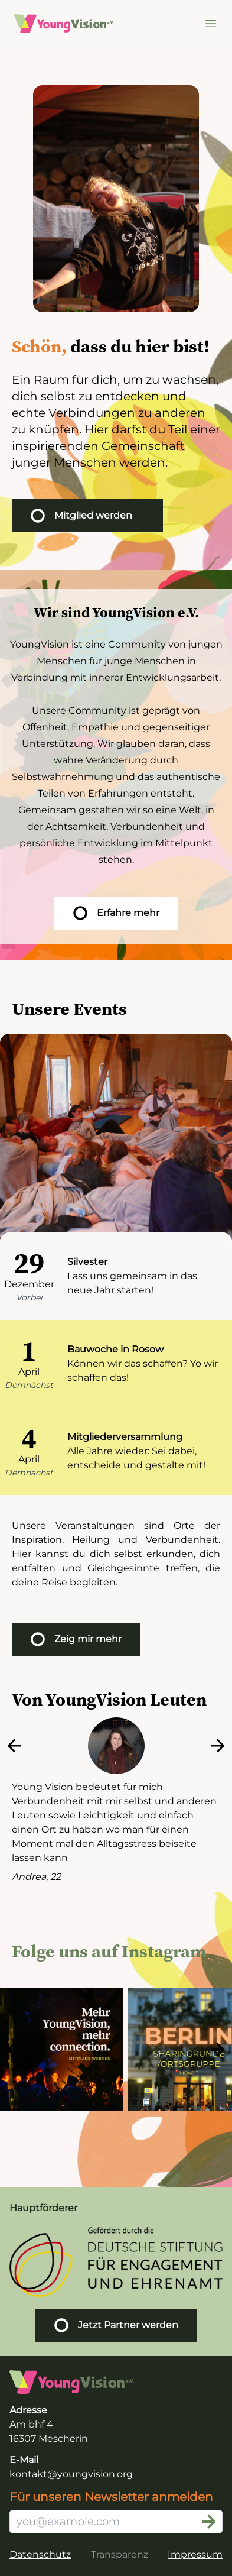 YoungVision e.V.
Schön, dass du hier bist!
Ein Raum für dich, um zu wachsen,
dich selbst zu entdecken und
echte Verbindungen zu anderen
zu knüpfen. Hier darfst du Teil einer
inspirierenden Gemeinschaft
junger Menschen werden.
Mitglied werden
Wir sind YoungVision e.V.
YoungVision ist eine Community von jungen
Menschen für junge Menschen in
Verbindung mit innerer Entwicklungsarbeit.
Unsere Community ist geprägt von
Offenheit, Empathie und gegenseitiger
Unterstützung. Wir glauben daran, dass
wahre Veränderung durch
Selbstwahrnehmung und das authentische
Teilen von Erfahrungen entsteht.
Gemeinsam gestalten wir so eine Welt, in
der Achtsamkeit, Verbundenheit und
persönliche Entwicklung im Mittelpunkt
stehen.
Erfahre mehr
Unsere Events
29
Dezember
Vorbei
Silvester
Lass uns gemeinsam in das
neue Jahr starten!
1
April
Demnächst
Bauwoche in Rosow
Können wir das schaffen? Yo wir
schaffen das!
4
April
Demnächst
Mitgliederversammlung
Alle Jahre wieder: Sei dabei,
entscheide und gestalte mit!
Unsere Veranstaltungen sind Orte der
Inspiration, Heilung und Verbundenheit.
Hier kannst du dich selbst erkunden, dich
entfalten und Gleichgesinnte treffen, die
deine Reise begleiten.
Zeig mir mehr
Von YoungVision Leuten
Young Vision bedeutet für mich
Verbundenheit mit mir selbst und anderen
Leuten sowie Leichtigkeit und einfach
einen Ort zu haben wo man für einen
Moment mal den Alltagsstress beiseite
lassen kann
Andrea, 22
Folge uns auf Instagram.
Mehr
YoungVision,
mehr
connection.
MITGLIED WERDEN
BERLIN
SHARINGRUNDE
/ORTSGRUPPE
Hauptförderer
Gefördert durch die
DEUTSCHE STIFTUNG
FÜR ENGAGEMENT
UND EHRENAMT
Jetzt Partner werden
YoungVision e.V.
Adresse
Am bhf 4
16307 Mescherin
E-Mail
kontakt@youngvision.org
Für unseren Newsletter anmelden
you@example.com
Datenschutz Transparenz Impressum